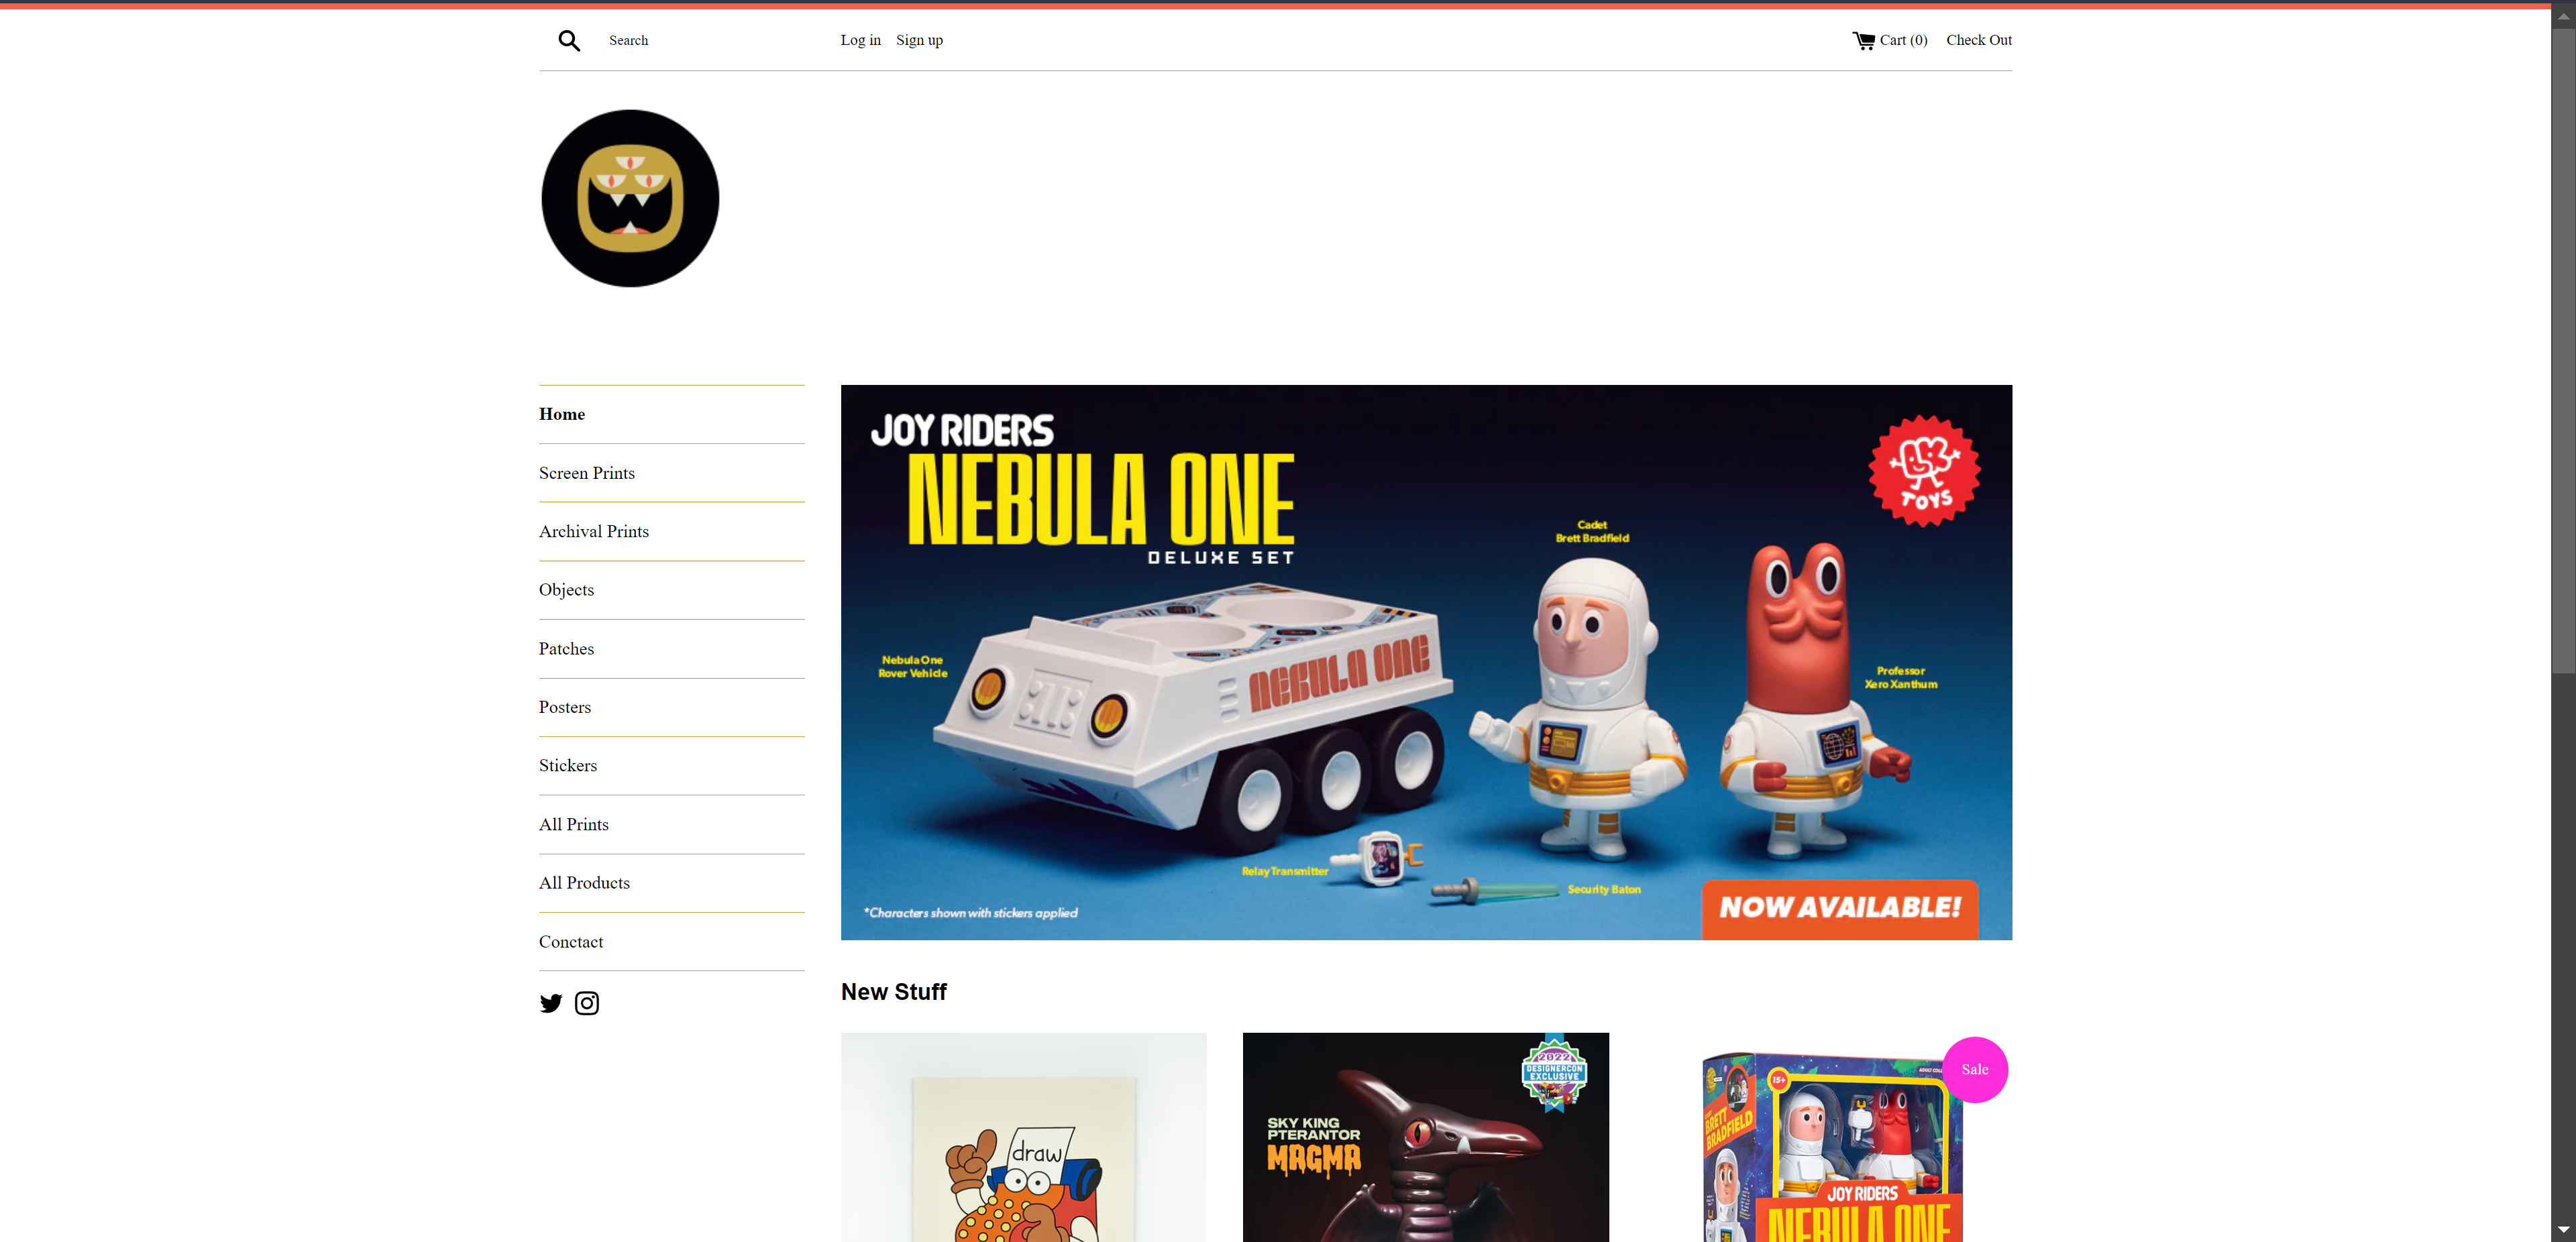 Search
Log in
Sign up
Cart (0)
Check Out
Home
Screen Prints
Archival Prints
Objects
Patches
Posters
Stickers
All Prints
All Products
Conctact
JOY RIDERS
NEBULA ONE
DELUXE SET
TOYS
Cadet
Brett Bradfield
Nebula One
Rover Vehicle
NEBULA ONE
Professor
Xero Xanthum
Relay Transmitter
Security Baton
*Characters shown with stickers applied
NOW AVAILABLE!
New Stuff
draw
2022
DESIGNERCON
EXCLUSIVE
SKY KING
PTERANTOR
MAGMA
Sale
15+
BRETT
BRADFIELD
JOY RIDERS
NEBULA ONE